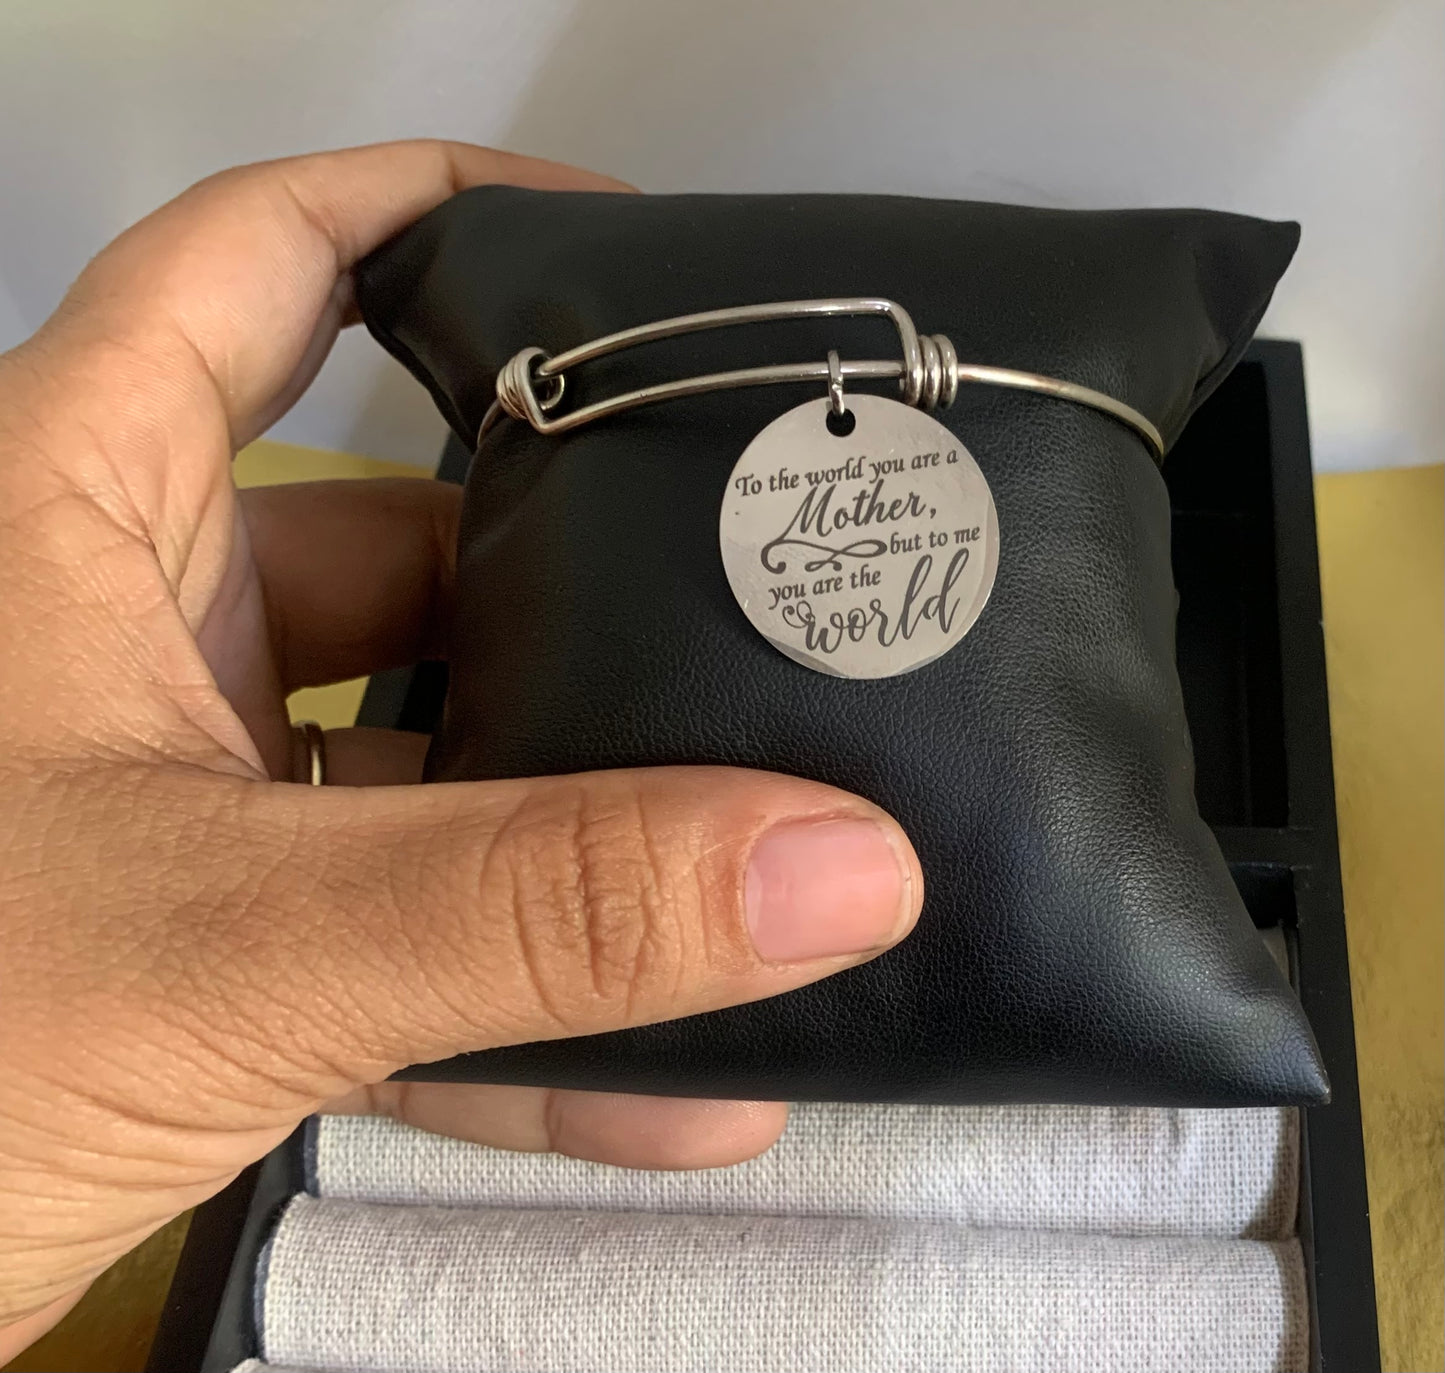 To the world you are a
Mother,
but to me
you are the
world